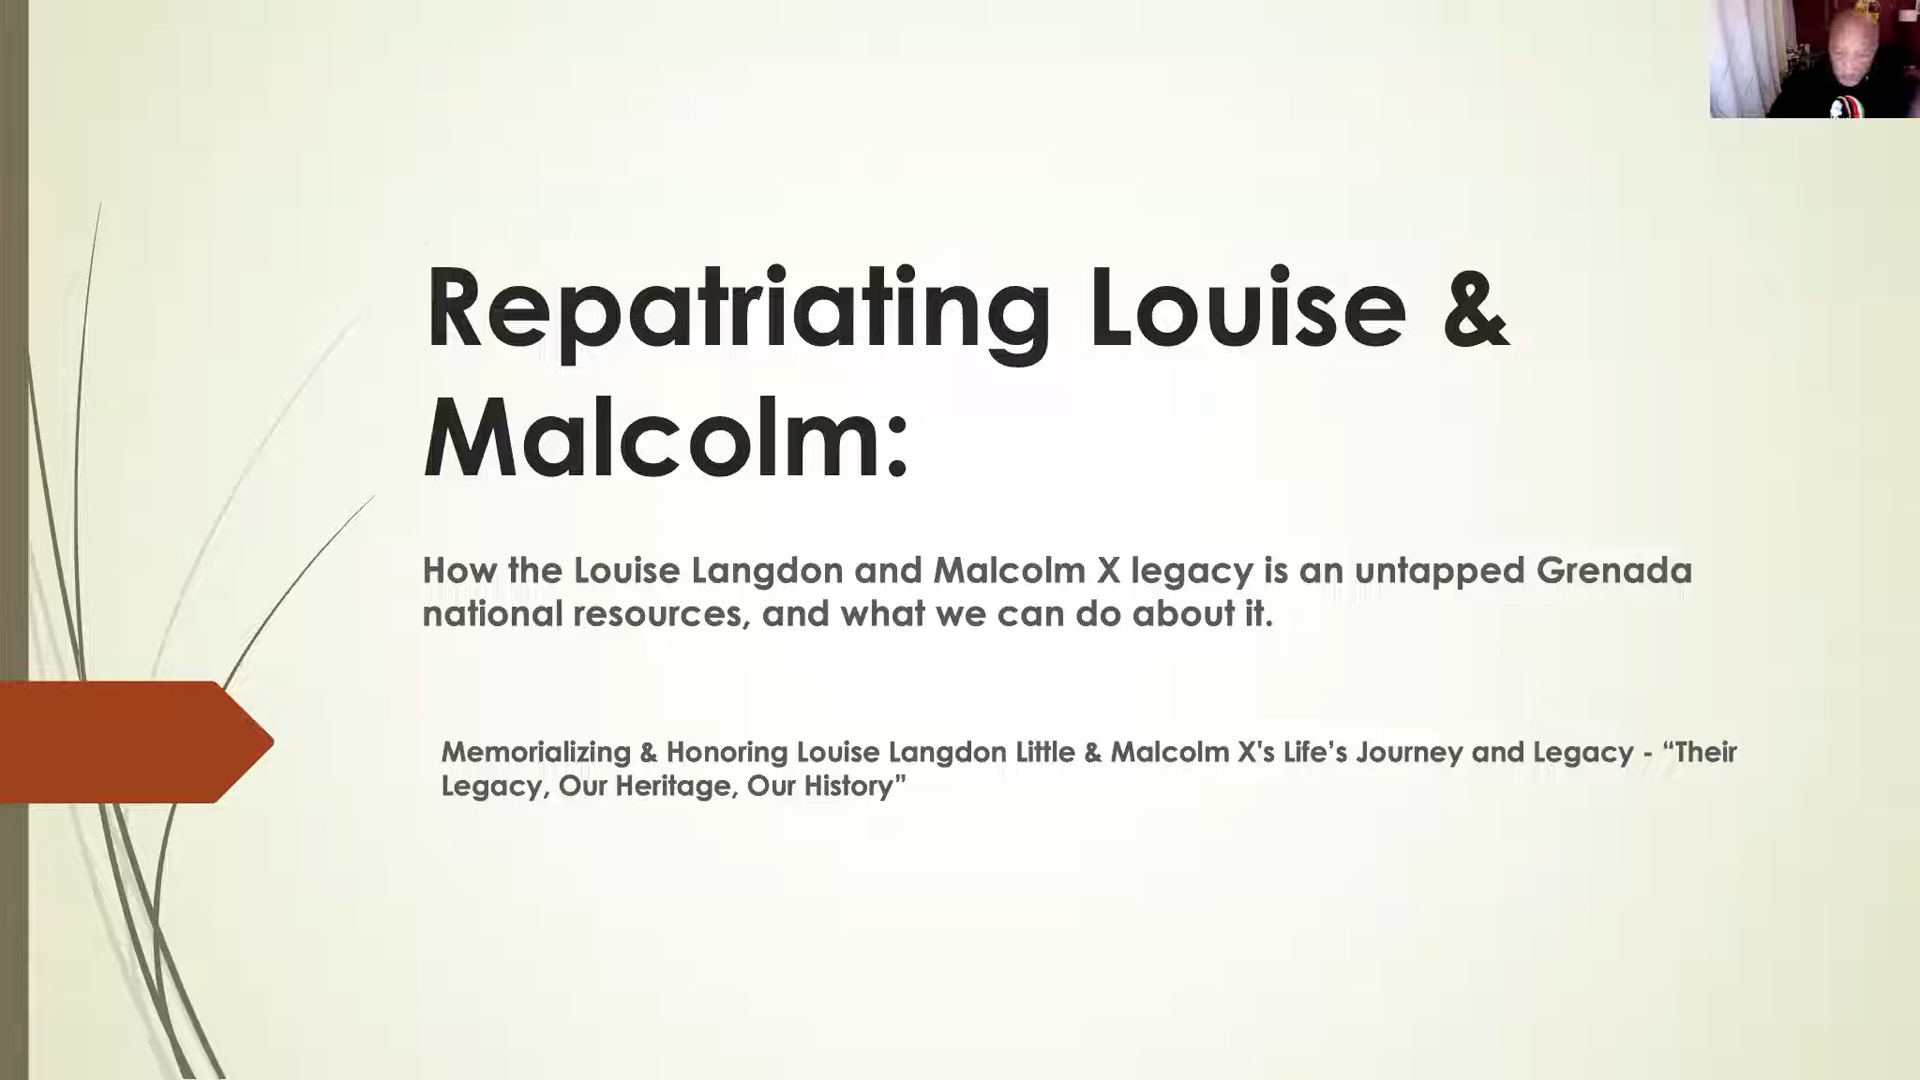 Repatriating Louise &
Malcolm:
How the Louise Langdon and Malcolm X legacy is an untapped Grenada
national resources, and what we can do about it.
Memorializing & Honoring Louise Langdon Little & Malcolm X's Life’s Journey and Legacy - “Their
Legacy, Our Heritage, Our History”